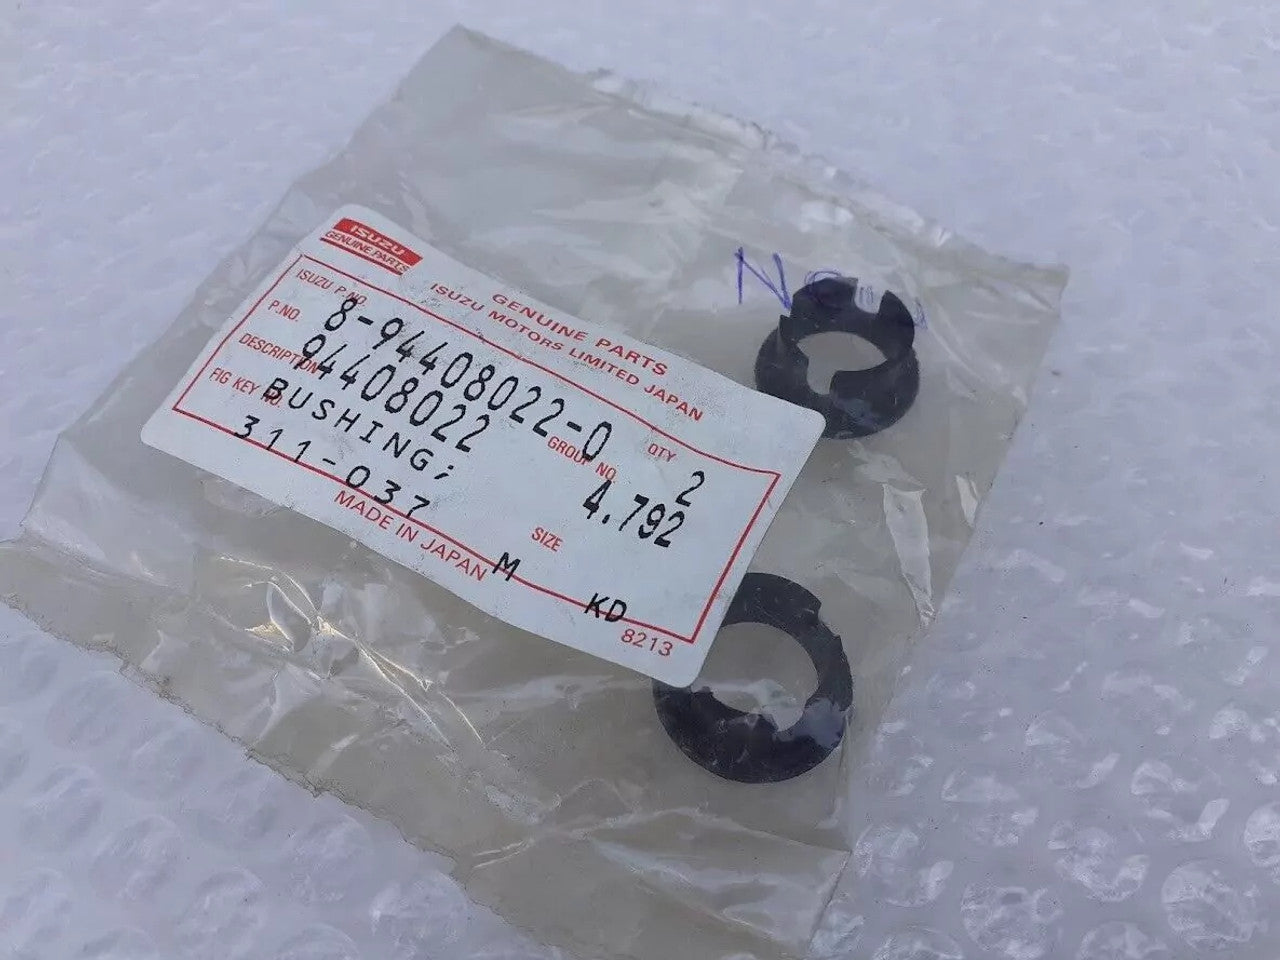 ISUZU
GENUINE PARTS
GENUINE PARTS
ISUZU MOTORS LIMITED JAPAN
ISUZU P.NO. 8-94408022-0 QTY 2
P.NO. 94408022 GROUP NO. 4.792
DESCRIPTION BUSHING; SIZE
FIG KEY NO. 311-037 M KD
MADE IN JAPAN 8213